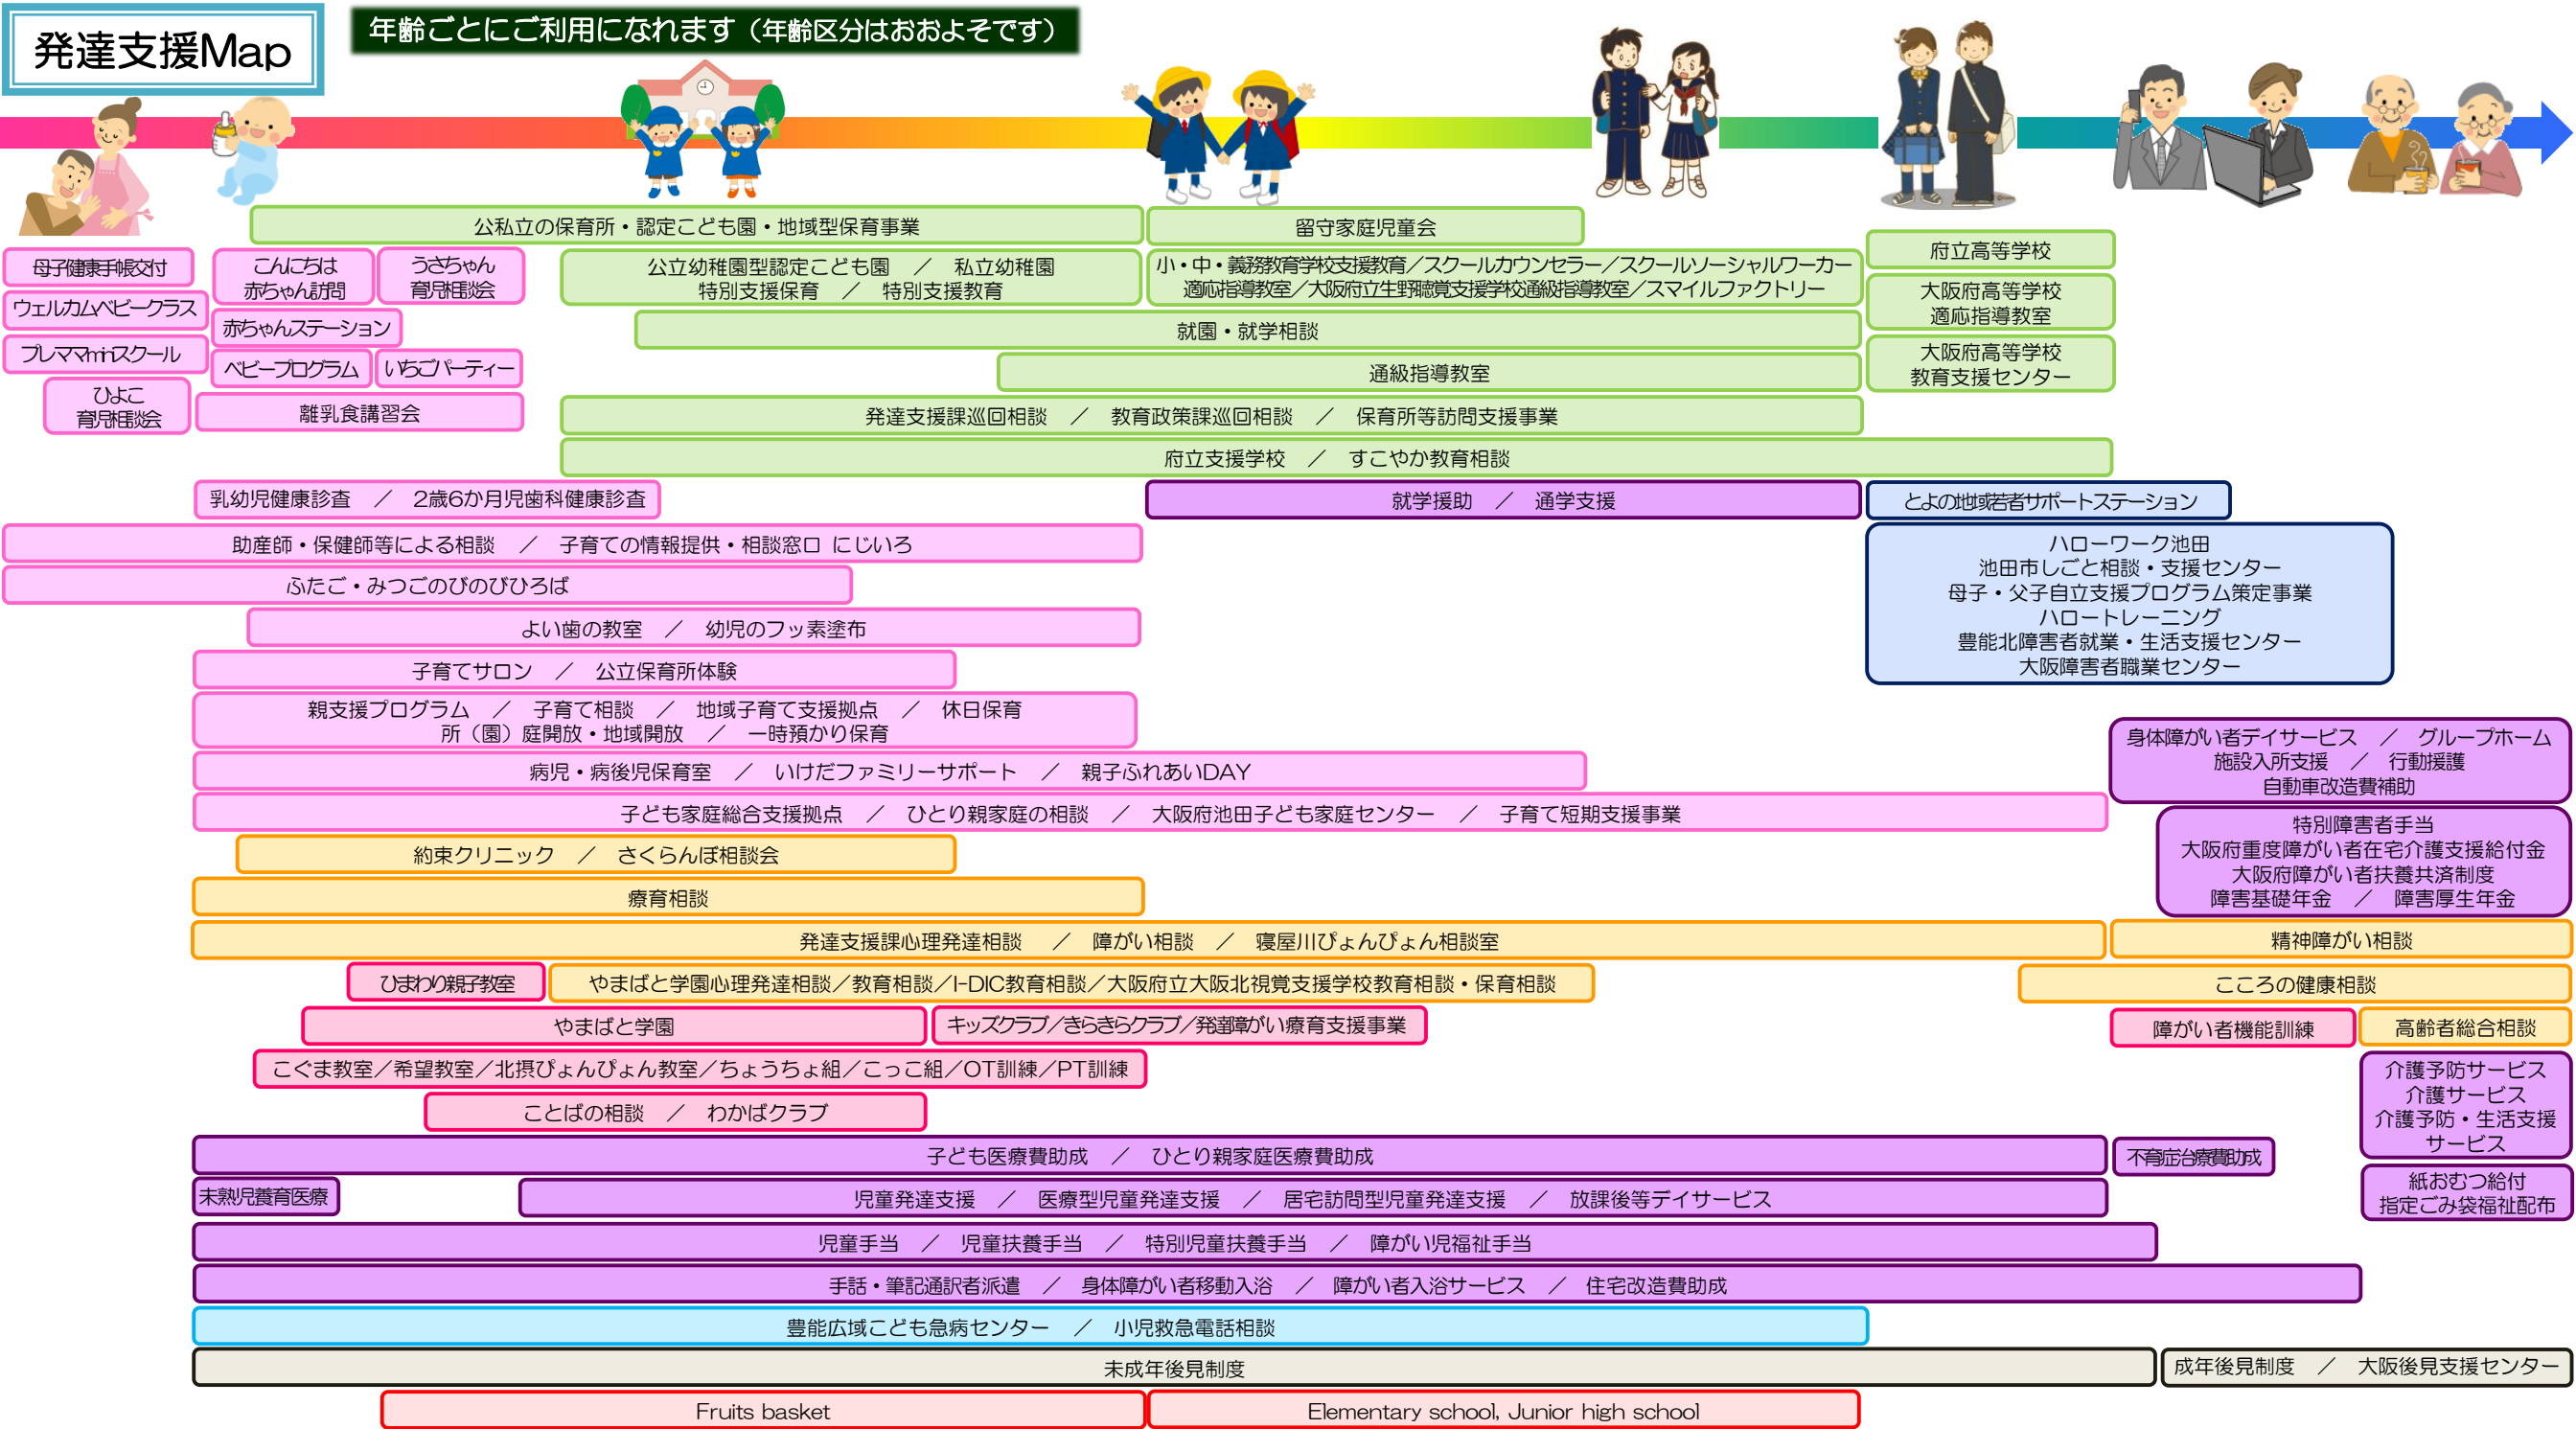 発達支援Map
年齢ごとにご利用になれます（年齢区分はおおよそです）
公私立の保育所・認定こども園・地域型保育事業
留守家庭児童会
府立高等学校
母子健康手帳交付
こんにちは
赤ちゃん訪問
うさちゃん
育児相談会
公立幼稚園型認定こども園　／　私立幼稚園
特別支援保育　／　特別支援教育
小・中・義務教育学校支援教育／スクールカウンセラー／スクールソーシャルワーカー
適応指導教室／大阪府立生野聴覚支援学校通級指導教室／スマイルファクトリー
大阪府高等学校
適応指導教室
ウェルカムベビークラス
赤ちゃんステーション
就園・就学相談
プレママminiスクール
ベビープログラム
いちごパーティー
通級指導教室
大阪府高等学校
教育支援センター
ひよこ
育児相談会
離乳食講習会
発達支援課巡回相談　／　教育政策課巡回相談　／　保育所等訪問支援事業
府立支援学校　／　すこやか教育相談
乳幼児健康診査　／　2歳6か月児歯科健康診査
就学援助　／　通学支援
とよの地域若者サポートステーション
助産師・保健師等による相談　／　子育ての情報提供・相談窓口 にじいろ
ハローワーク池田
池田市しごと相談・支援センター
母子・父子自立支援プログラム策定事業
ハロートレーニング
豊能北障害者就業・生活支援センター
大阪障害者職業センター
ふたご・みつごのびのびひろば
よい歯の教室　／　幼児のフッ素塗布
子育てサロン　／　公立保育所体験
親支援プログラム　／　子育て相談　／　地域子育て支援拠点　／　休日保育
所（園）庭開放・地域開放　／　一時預かり保育
身体障がい者デイサービス　／　グループホーム
施設入所支援　／　行動援護
自動車改造費補助
病児・病後児保育室　／　いけだファミリーサポート　／　親子ふれあいDAY
子ども家庭総合支援拠点　／　ひとり親家庭の相談　／　大阪府池田子ども家庭センター　／　子育て短期支援事業
特別障害者手当
大阪府重度障がい者在宅介護支援給付金
大阪府障がい者扶養共済制度
障害基礎年金　／　障害厚生年金
約束クリニック　／　さくらんぼ相談会
療育相談
発達支援課心理発達相談　／　障がい相談　／　寝屋川ぴょんぴょん相談室
精神障がい相談
ひまわり親子教室
やまばと学園心理発達相談／教育相談／I-DIC教育相談／大阪府立大阪北視覚支援学校教育相談・保育相談
こころの健康相談
やまばと学園
キッズクラブ／きらきらクラブ／発達障がい療育支援事業
障がい者機能訓練
高齢者総合相談
こぐま教室／希望教室／北摂ぴょんぴょん教室／ちょうちょ組／こっこ組／OT訓練／PT訓練
介護予防サービス
介護サービス
介護予防・生活支援
サービス
ことばの相談　／　わかばクラブ
子ども医療費助成　／　ひとり親家庭医療費助成
不育症治療費助成
未熟児養育医療
児童発達支援　／　医療型児童発達支援　／　居宅訪問型児童発達支援　／　放課後等デイサービス
紙おむつ給付
指定ごみ袋福祉配布
児童手当　／　児童扶養手当　／　特別児童扶養手当　／　障がい児福祉手当
手話・筆記通訳者派遣　／　身体障がい者移動入浴　／　障がい者入浴サービス　／　住宅改造費助成
豊能広域こども急病センター　／　小児救急電話相談
未成年後見制度
成年後見制度　／　大阪後見支援センター
Fruits basket
Elementary school, Junior high school